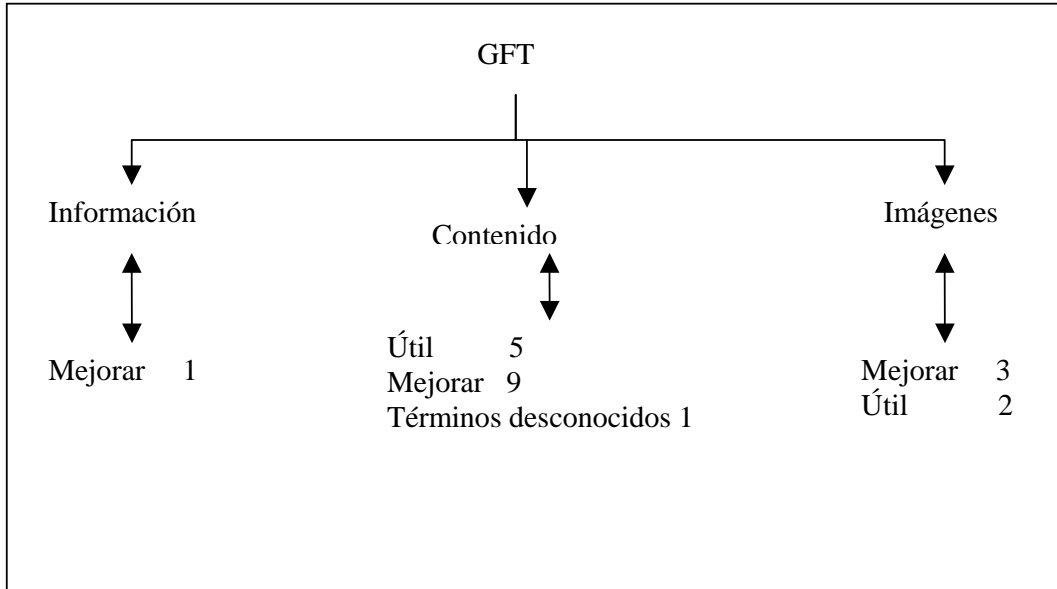 GFT
Información
Contenido
Imágenes
Mejorar 1
Útil 5
Mejorar 9
Términos desconocidos 1
Mejorar 3
Útil 2